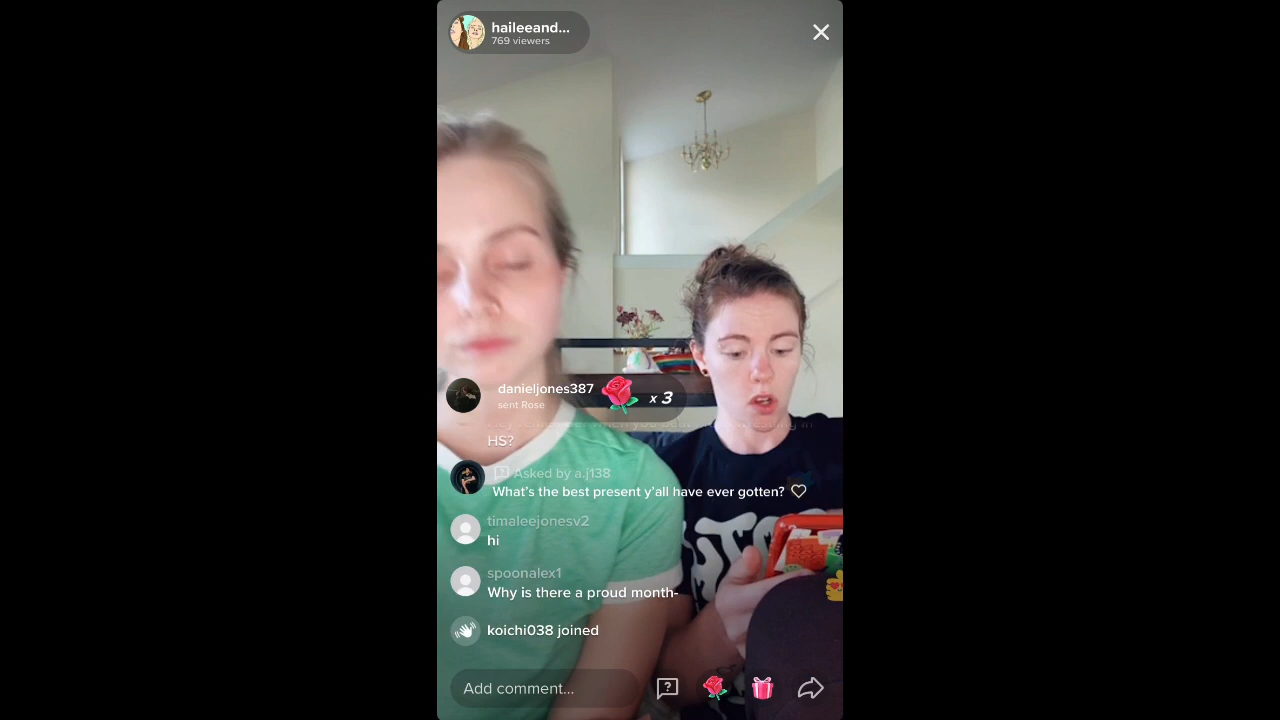 haileeand...
769 viewers
danieljones387
sent Rose
x 3
HS?
Asked by a.j138
What's the best present y'all have ever gotten?
timaleejonesv2
hi
spoonalex1
Why is there a proud month-
koichi038 joined
Add comment...